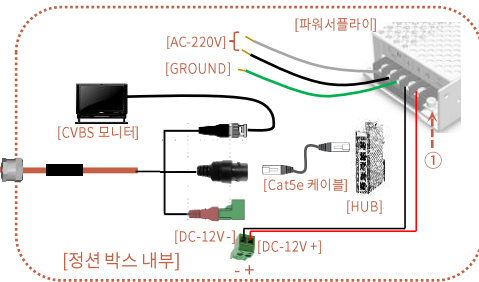 [파워서플라이]
[AC-220V]
[GROUND]
[CVBS 모니터]
①
[Cat5e 케이블]
[HUB]
[DC-12V -]
[DC-12V +]
[정션 박스 내부]
- +